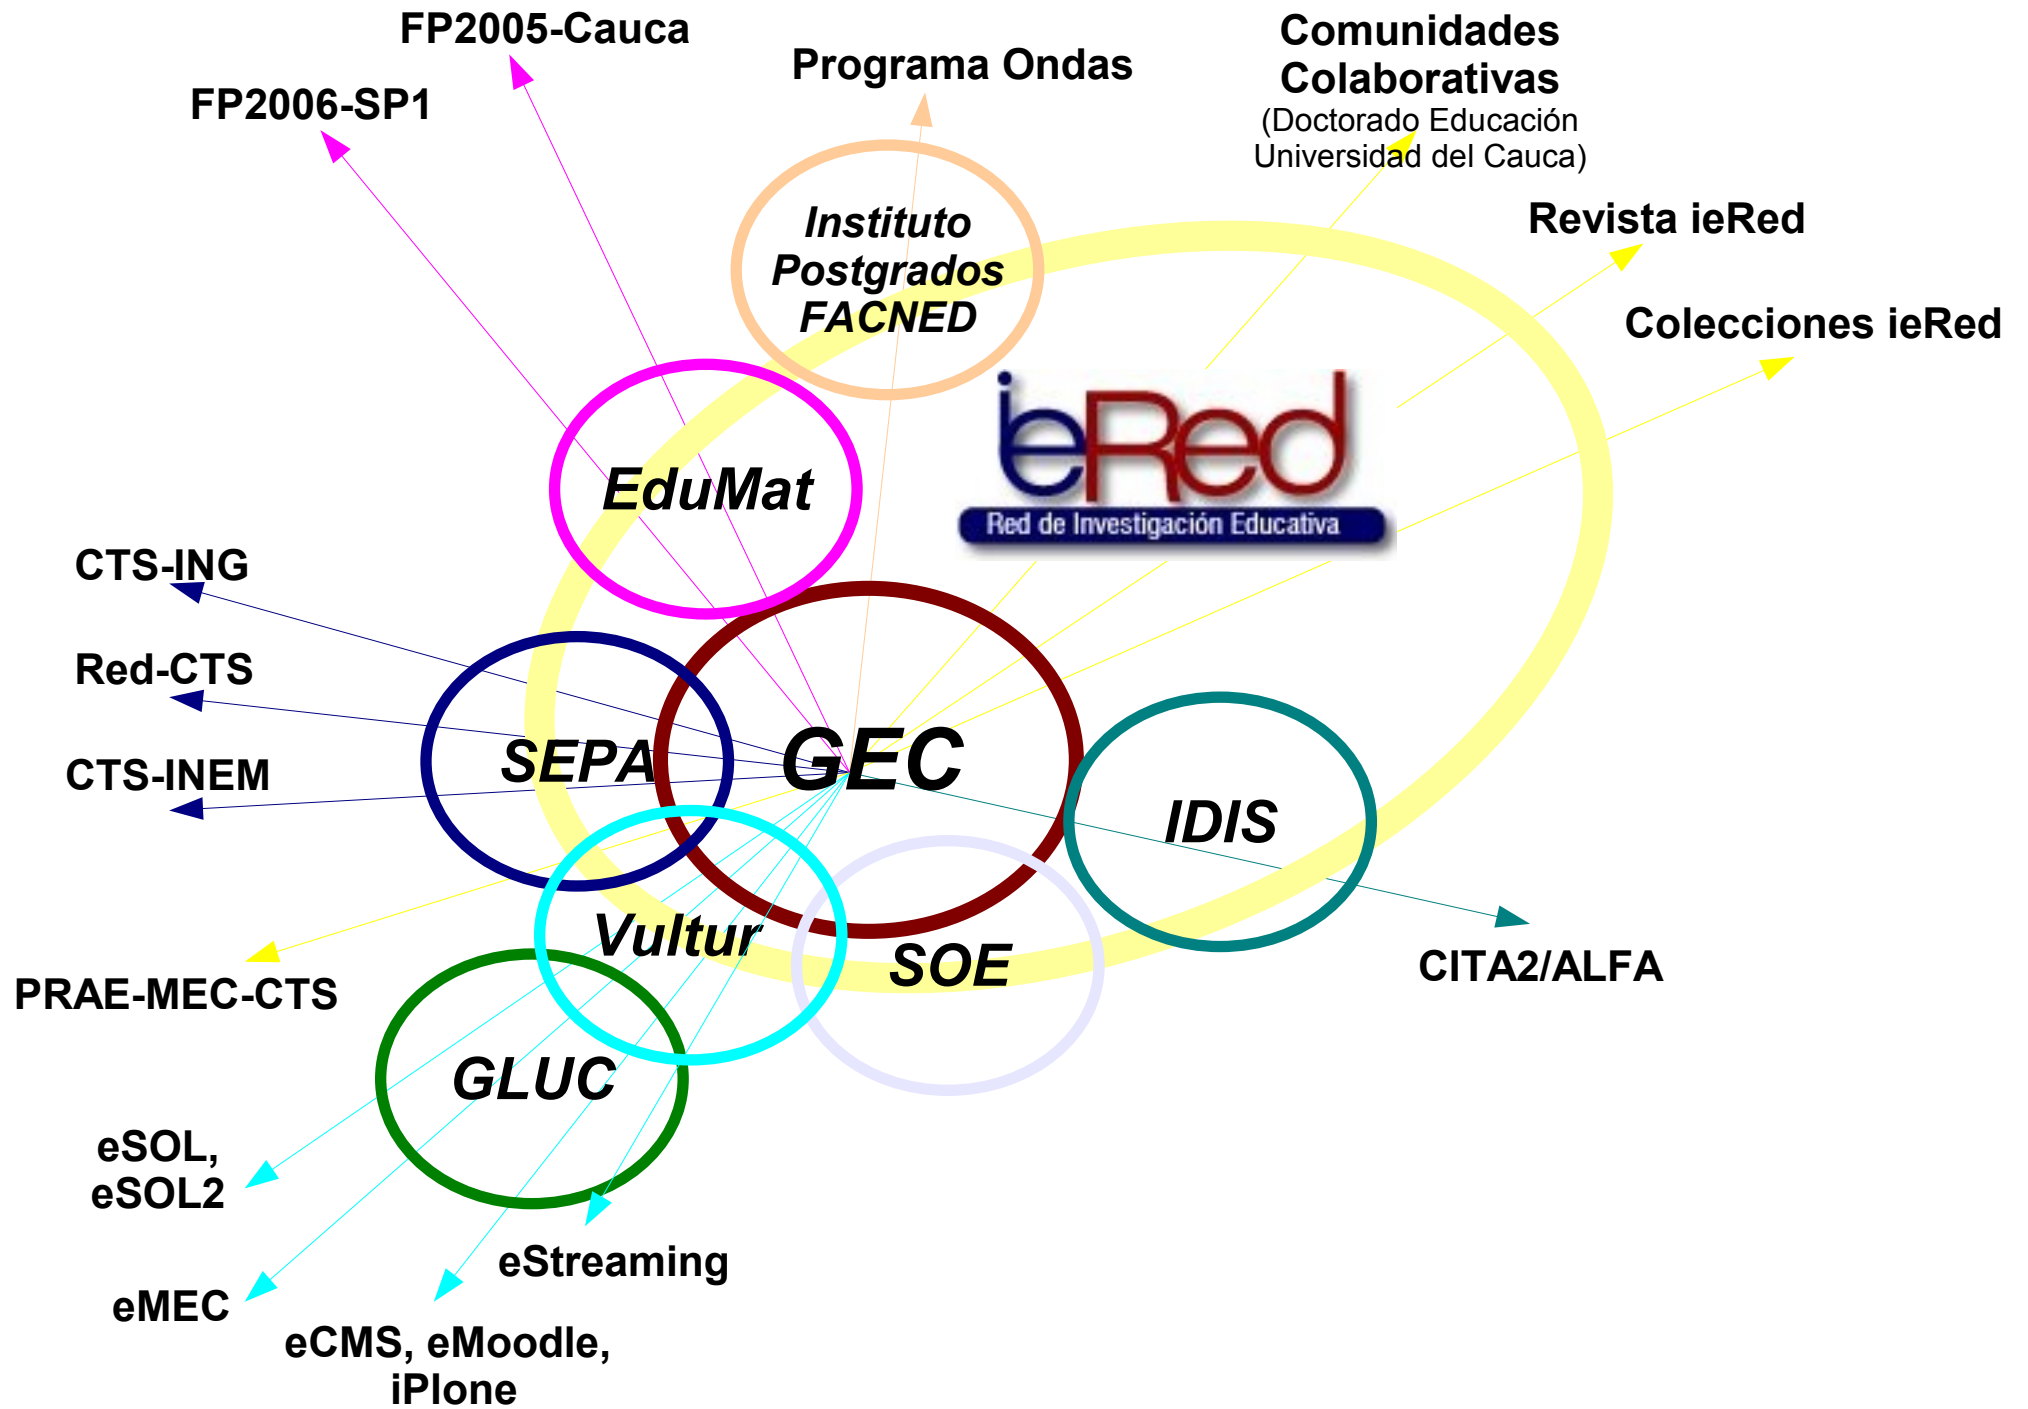 FP2005-Cauca
FP2006-SP1
Programa Ondas
Comunidades
Colaborativas
(Doctorado Educación
Universidad del Cauca)
Revista ieRed
Colecciones ieRed
Instituto
Postgrados
FACNED
ieRed
Red de Investigación Educativa
EduMat
CTS-ING
Red-CTS
CTS-INEM
SEPA
GEC
IDIS
Vultur
SOE
CITA2/ALFA
PRAE-MEC-CTS
GLUC
eSOL,
eSOL2
eStreaming
eMEC
eCMS, eMoodle,
iPlone